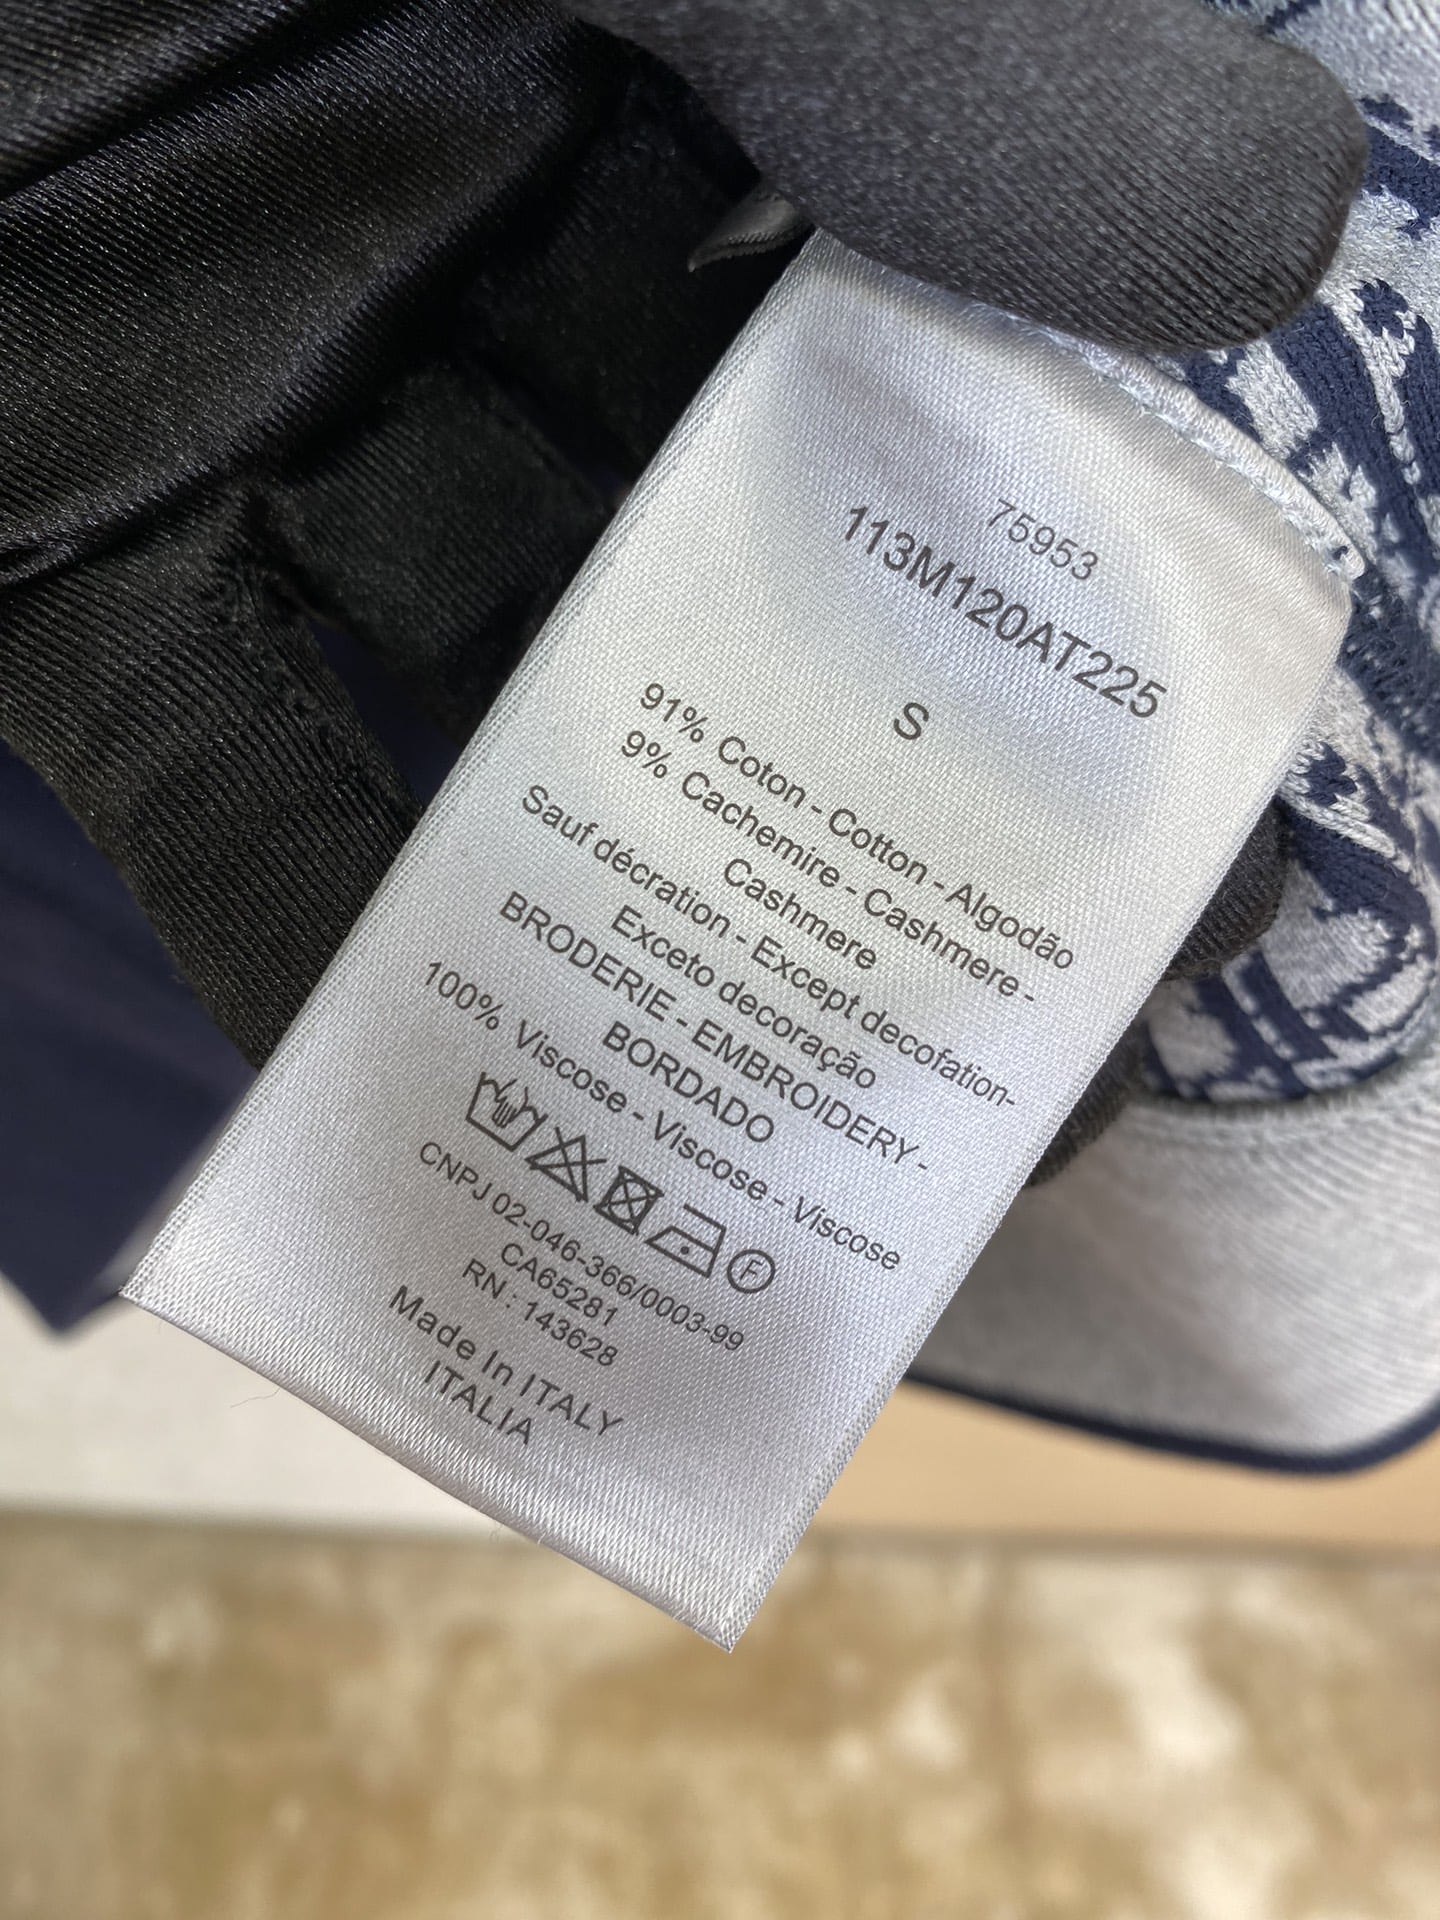 75953
113M120AT225
S
91% Coton - Cotton - Algodão
9% Cachemire - Cashmere -
Cashmere
Sauf décration - Except decofation-
Exceto decoração
BRODERIE - EMBROIDERY -
BORDADO
100% Viscose - Viscose - Viscose
F
CNPJ 02-046-366/0003-99
CA65281
RN : 143628
Made In ITALY
ITALIA